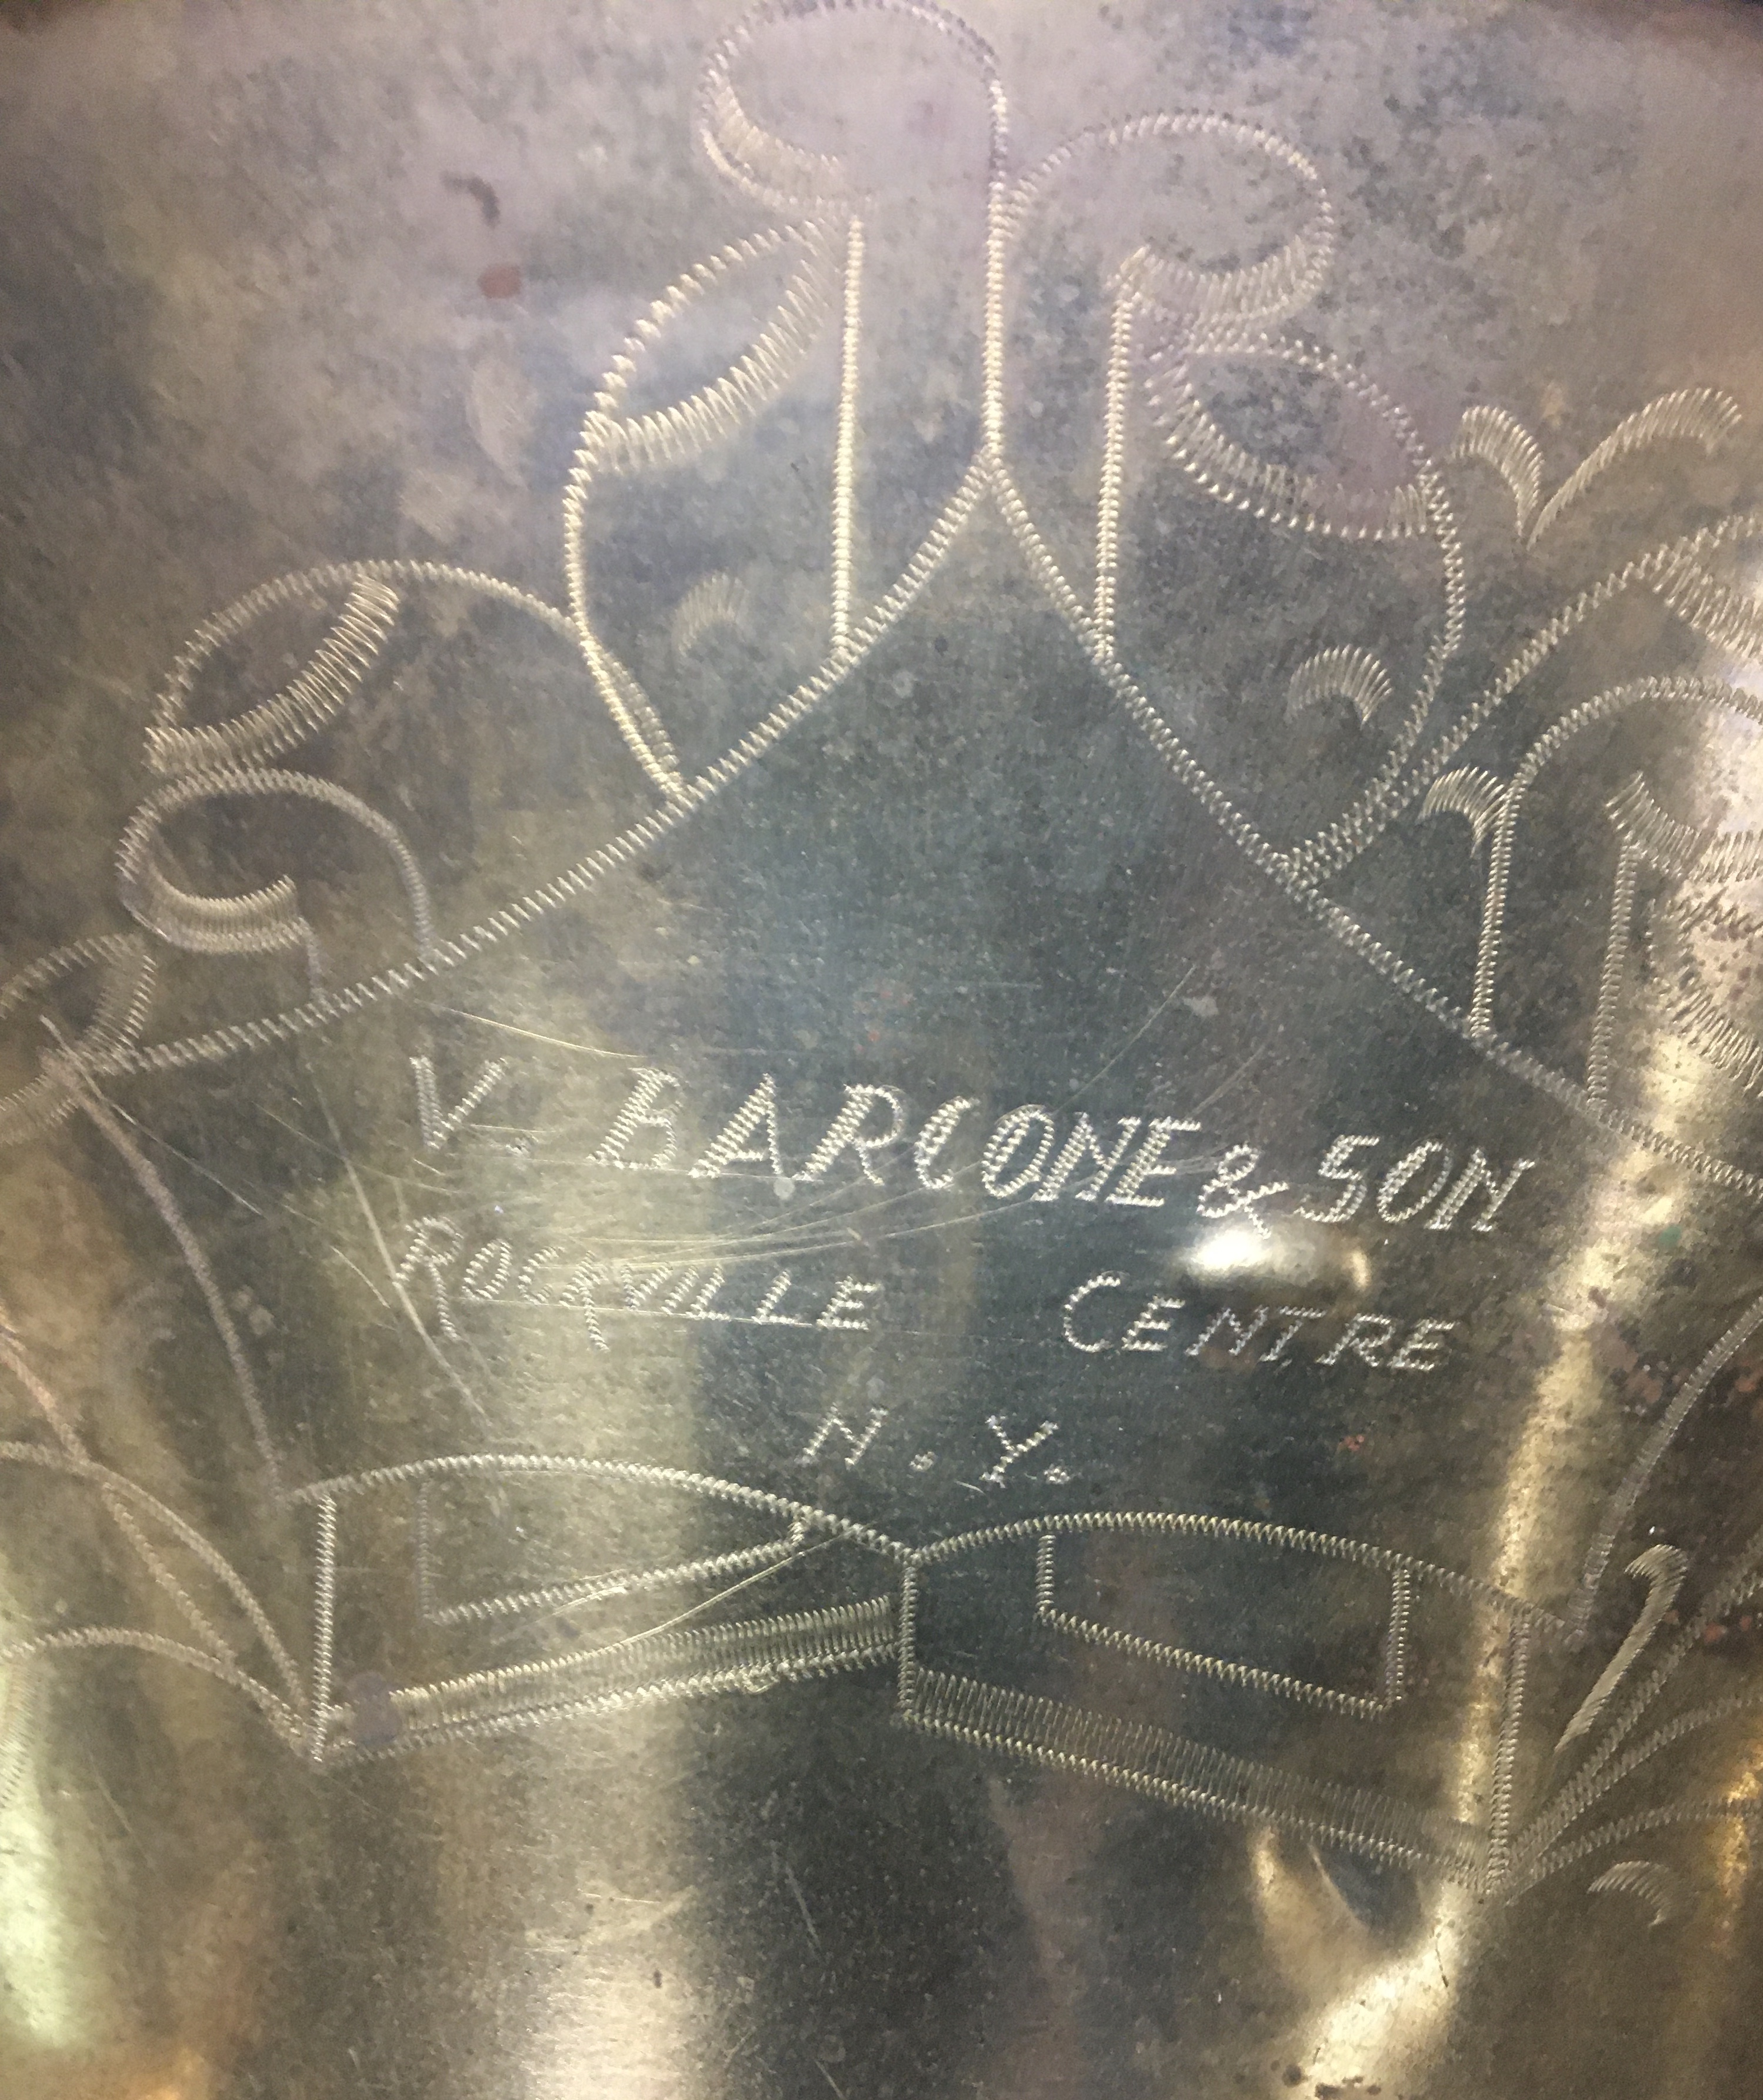 V. BARCONE & SON
ROCKVILLE CENTRE
N.Y.